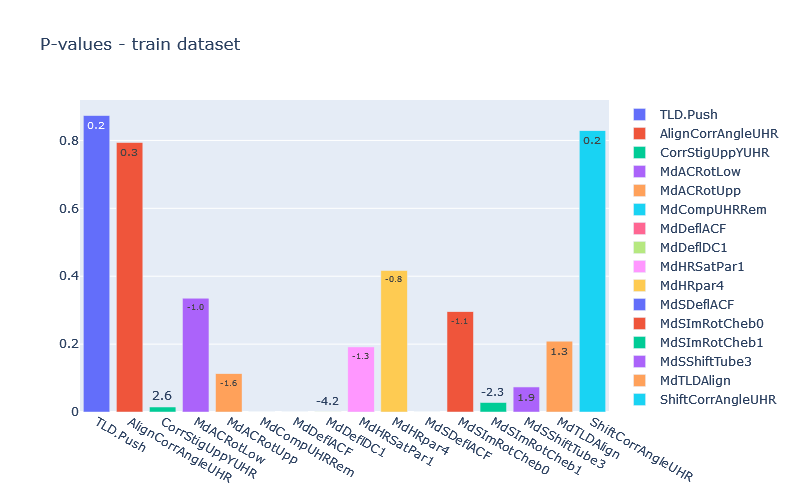 P-values - train dataset
0.8
0.6
0.4
0.2
0
0.2
0.3
2.6
-1.0
-1.6
-4.2
-1.3
-0.8
-1.1
-2.3
1.9
1.3
0.2
TLD.Push
AlignCorrAngleUHR
CorrStigUppYUHR
MdACRotLow
MdACRotUpp
MdCompUHRRem
MdDeflACF
MdDeflDC1
MdHRSatPar1
MdHRpar4
MdSDeflACF
MdSImRotCheb0
MdSImRotCheb1
MdSShiftTube3
MdTLDAlign
ShiftCorrAngleUHR
TLD.Push
AlignCorrAngleUHR
CorrStigUppYUHR
MdACRotLow
MdACRotUpp
MdCompUHRRem
MdDeflACF
MdDeflDC1
MdHRSatPar1
MdHRpar4
MdSDeflACF
MdSImRotCheb0
MdSImRotCheb1
MdSShiftTube3
MdTLDAlign
ShiftCorrAngleUHR